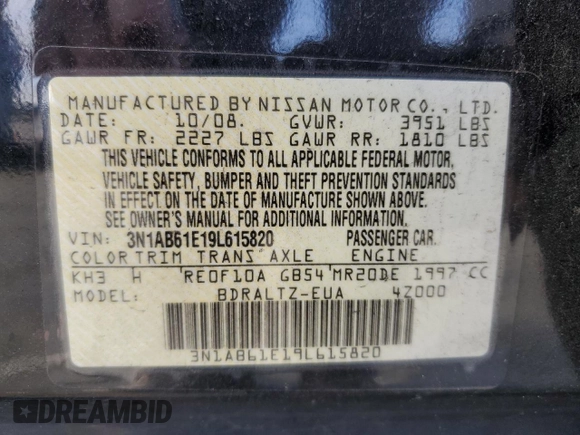 MANUFACTURED BY NISSAN MOTOR CO., LTD.
DATE: 10/08. GVWR: 3951 LBS
GAWR FR: 2227 LBS GAWR RR: 1810 LBS
THIS VEHICLE CONFORMS TO ALL APPLICABLE FEDERAL MOTOR,
VEHICLE SAFETY, BUMPER AND THEFT PREVENTION STANDARDS
IN EFFECT ON THE DATE OF MANUFACTURE SHOWN ABOVE.
SEE OWNER'S MANUAL FOR ADDITIONAL INFORMATION.
VIN: 3N1AB61E19L615820 PASSENGER CAR.
COLOR TRIM TRANS AXLE ENGINE
KH3 H RE0F10A GB54 MR20DE 1997 CC
MODEL: BDRALTZ-EUA 4Z000
3N1AB61E19L615820
DREAMBID